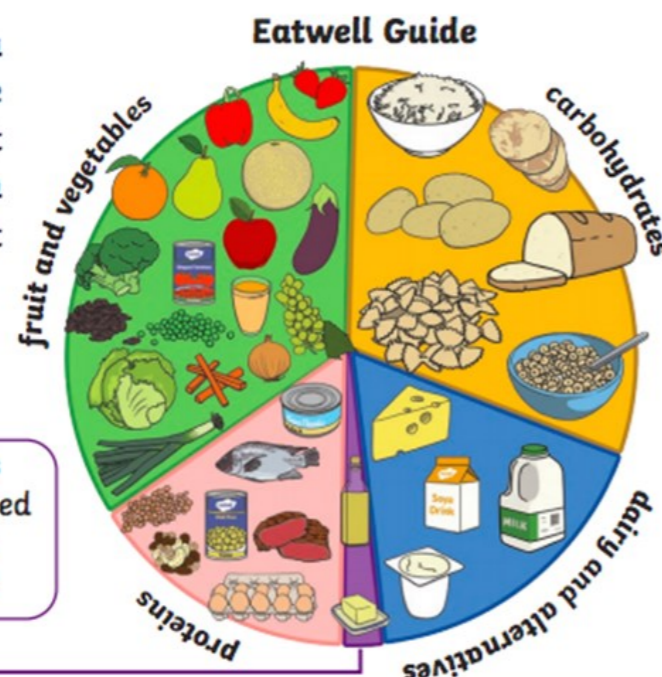 Eatwell Guide
fruit and vegetables
carbohydrates
proteins
dairy and alternatives
Soya
Drink
MILK
ed